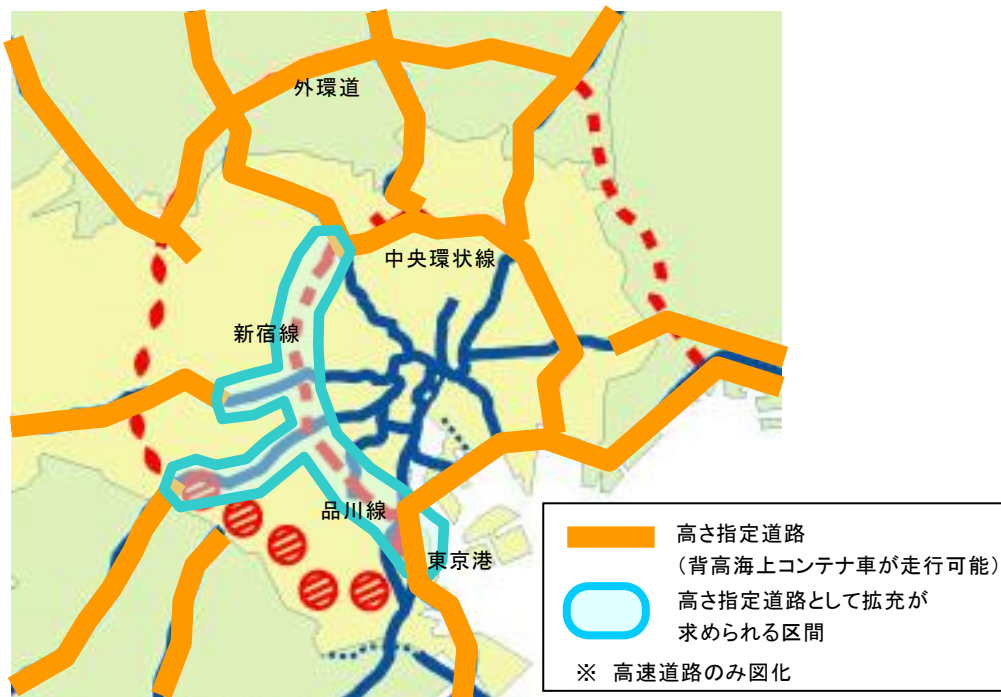 外環道
中央環状線
新宿線
品川線
東京港
高さ指定道路
(背高海上コンテナ車が走行可能)
高さ指定道路として拡充が
求められる区間
※ 高速道路のみ図化